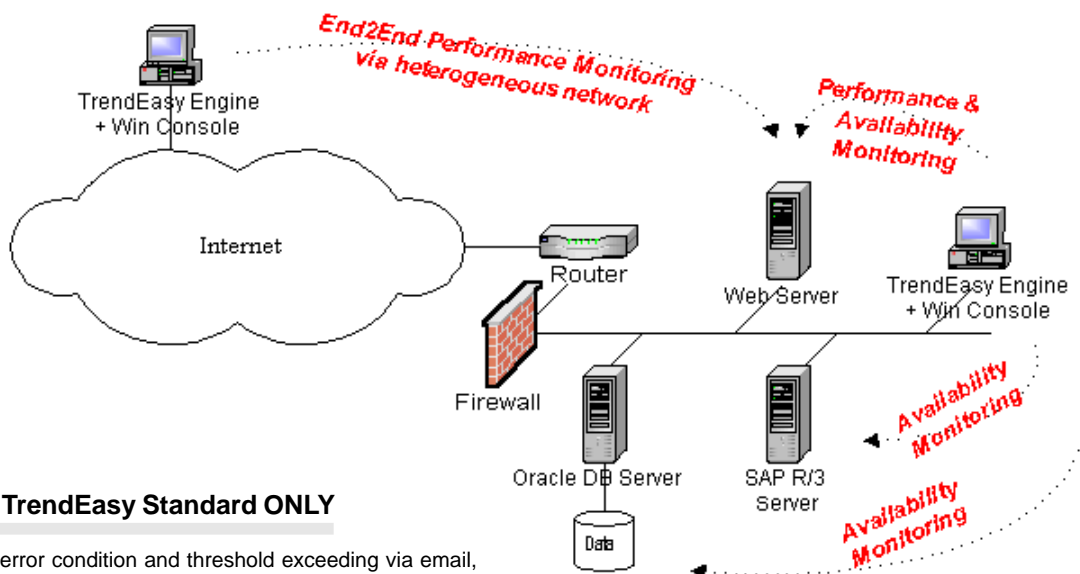 End2End Performance Monitoring
via heterogeneous network
Performance &
Availability
Monitoring
TrendEasy Engine
+ Win Console
Internet
Router
Web Server
TrendEasy Engine
+ Win Console
Firewall
Availability
Monitoring
Oracle DB Server
SAP R/3
Server
TrendEasy Standard ONLY
Availability
Monitoring
Data
error condition and threshold exceeding via email,